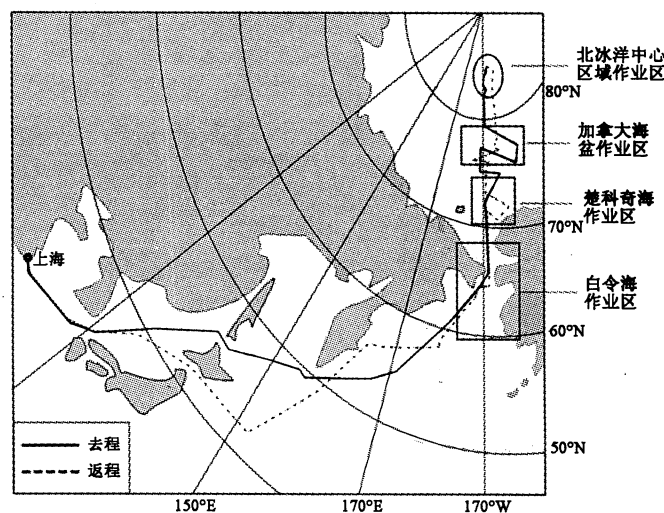 北冰洋中心
区域作业区
80°N
加拿大海
盆作业区
楚科奇海
作业区
70°N
上海
白令海
作业区
60°N
去程
返程
50°N
150°E
170°E
170°W